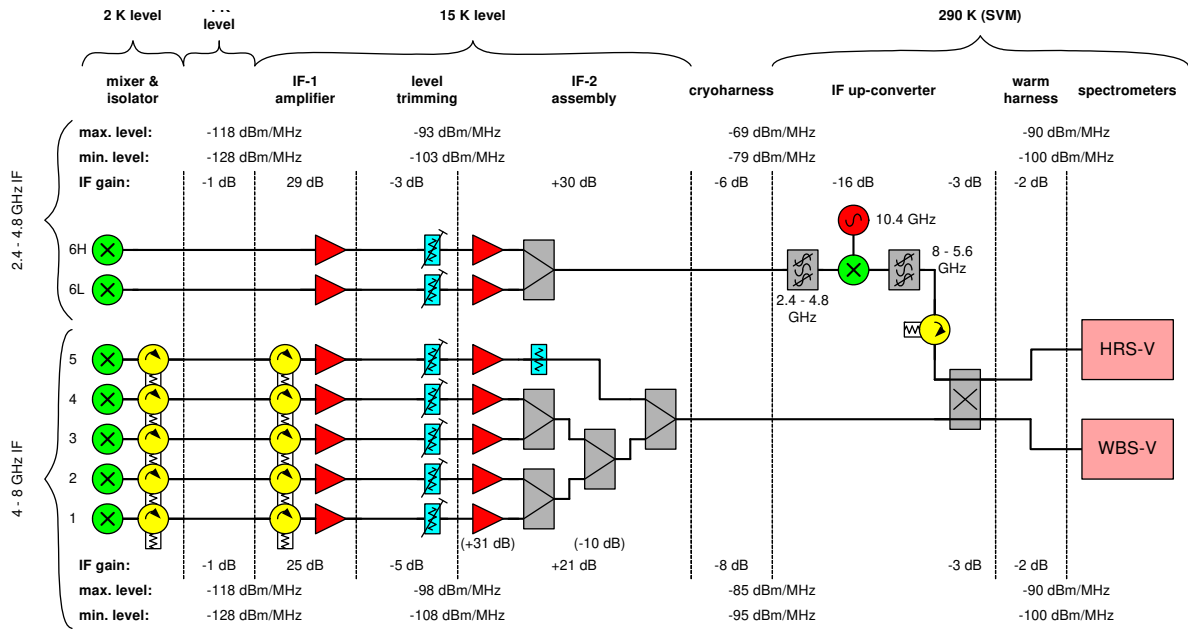 2 K level
level
15 K level
290 K (SVM)
mixer &
isolator
IF-1
amplifier
level
trimming
IF-2
assembly
cryoharness
IF up-converter
warm
harness
spectrometers
max. level: -118 dBm/MHz -93 dBm/MHz -69 dBm/MHz -90 dBm/MHz
min. level: -128 dBm/MHz -103 dBm/MHz -79 dBm/MHz -100 dBm/MHz
IF gain: -1 dB 29 dB -3 dB +30 dB -6 dB -16 dB -3 dB -2 dB
2.4 - 4.8 GHz IF
10.4 GHz
6H
8 - 5.6
GHz
6L
2.4 - 4.8
GHz
4 - 8 GHz IF
5
HRS-V
4
3
WBS-V
2
1
(+31 dB) (-10 dB)
IF gain: -1 dB 25 dB -5 dB +21 dB -8 dB -3 dB -2 dB
max. level: -118 dBm/MHz -98 dBm/MHz -85 dBm/MHz -90 dBm/MHz
min. level: -128 dBm/MHz -108 dBm/MHz -95 dBm/MHz -100 dBm/MHz